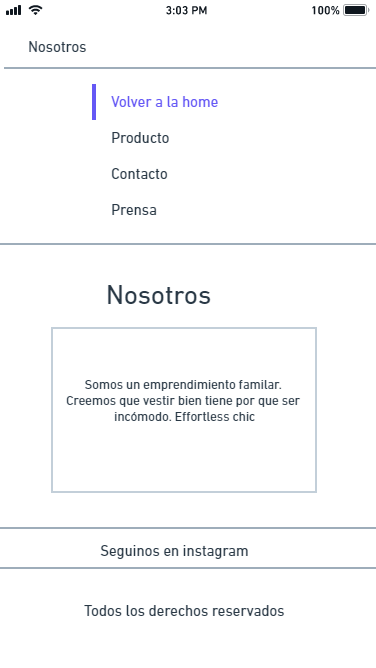 3:03 PM
100%
Nosotros
Volver a la home
Producto
Contacto
Prensa
Nosotros
Somos un emprendimiento familar.
Creemos que vestir bien tiene por que ser
incómodo. Effortless chic
Seguinos en instagram
Todos los derechos reservados